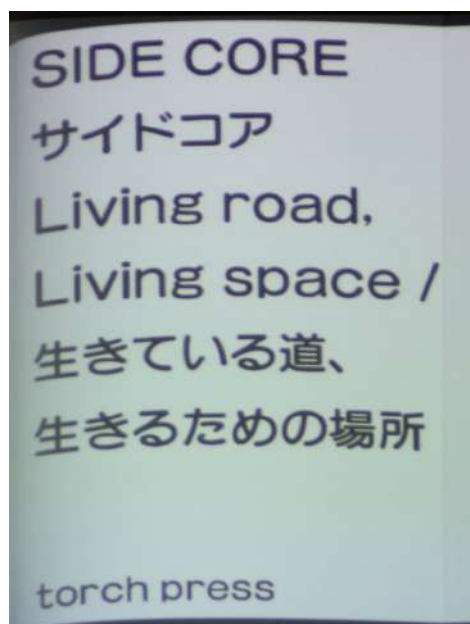 SIDE CORE
サイドコア
Living road,
Living space /
生きている道、
生きるための場所
torch press